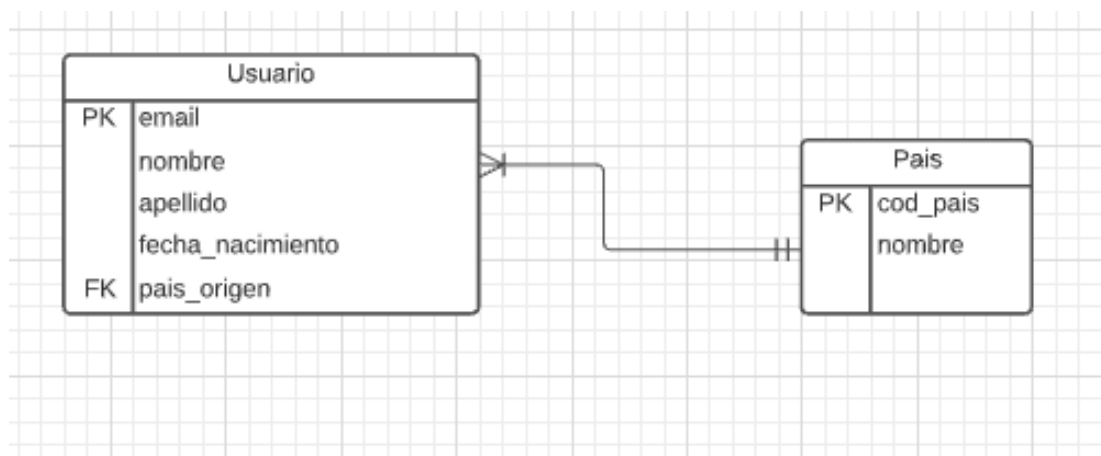 Usuario
PK email
nombre
apellido
fecha_nacimiento
FK pais_origen
Pais
PK cod_pais
nombre